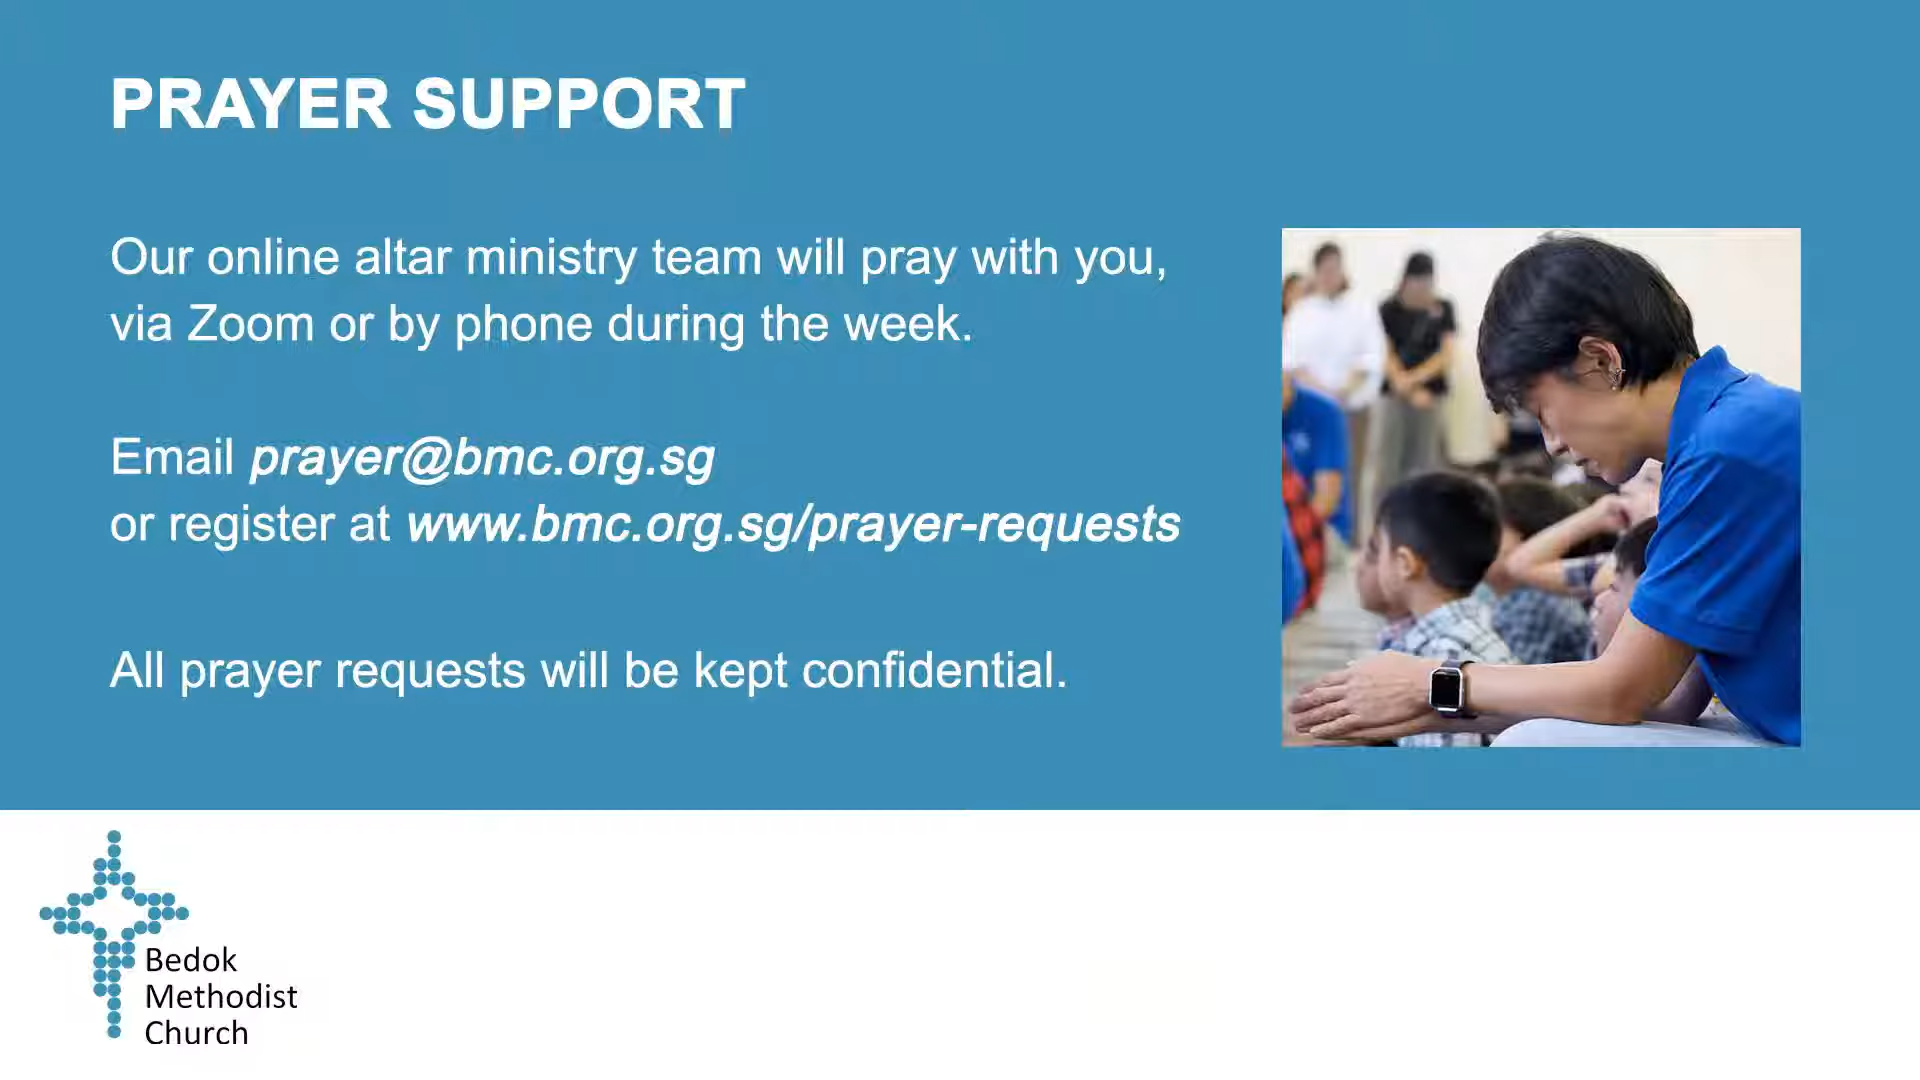 PRAYER SUPPORT
Our online altar ministry team will pray with you,
via Zoom or by phone during the week.
Email prayer@bmc.org.sg
or register at www.bmc.org.sg/prayer-requests
All prayer requests will be kept confidential.
Bedok
Methodist
Church